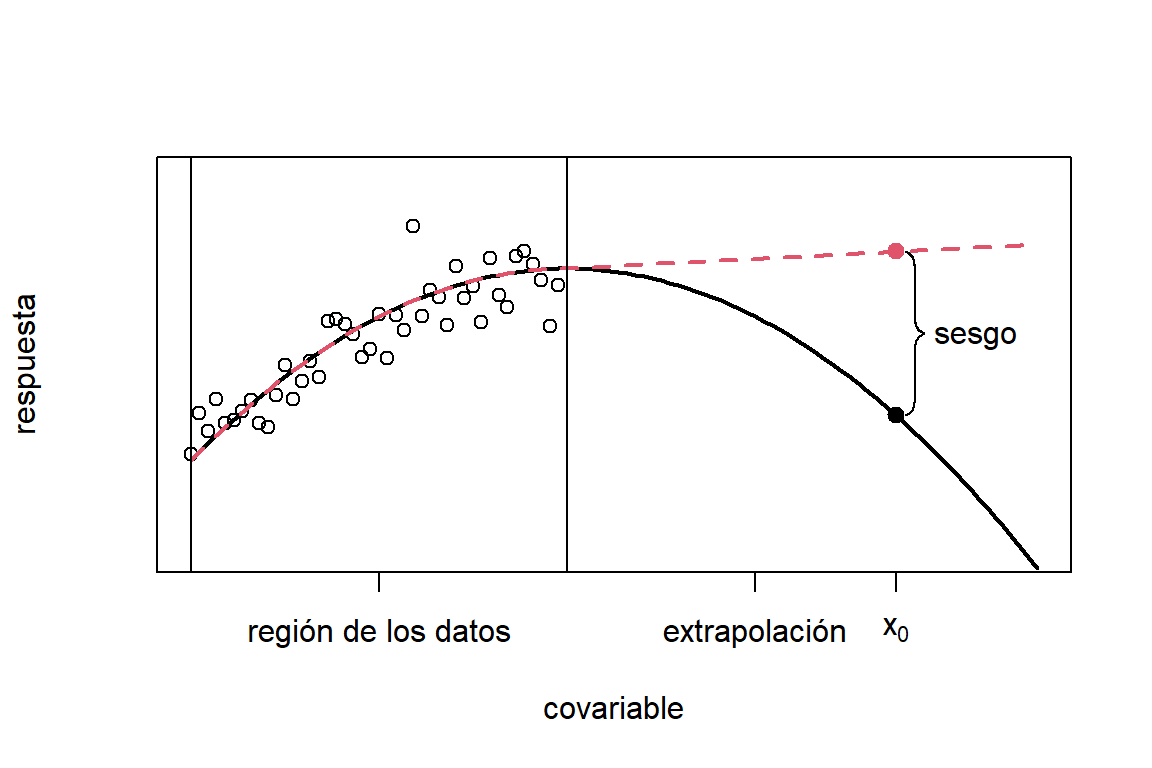 respuesta
sesgo
región de los datos
extrapolación
x₀
covariable